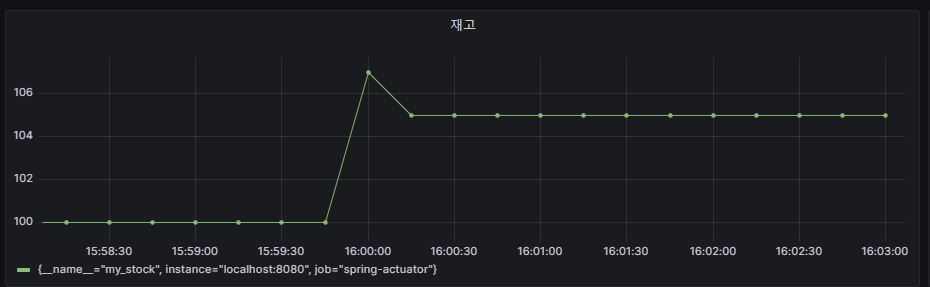 재고
106
104
102
100
15:58:30 15:59:00 15:59:30 16:00:00 16:00:30 16:01:00 16:01:30 16:02:00 16:02:30 16:03:00
{__name__="my_stock", instance="localhost:8080", job="spring-actuator"}